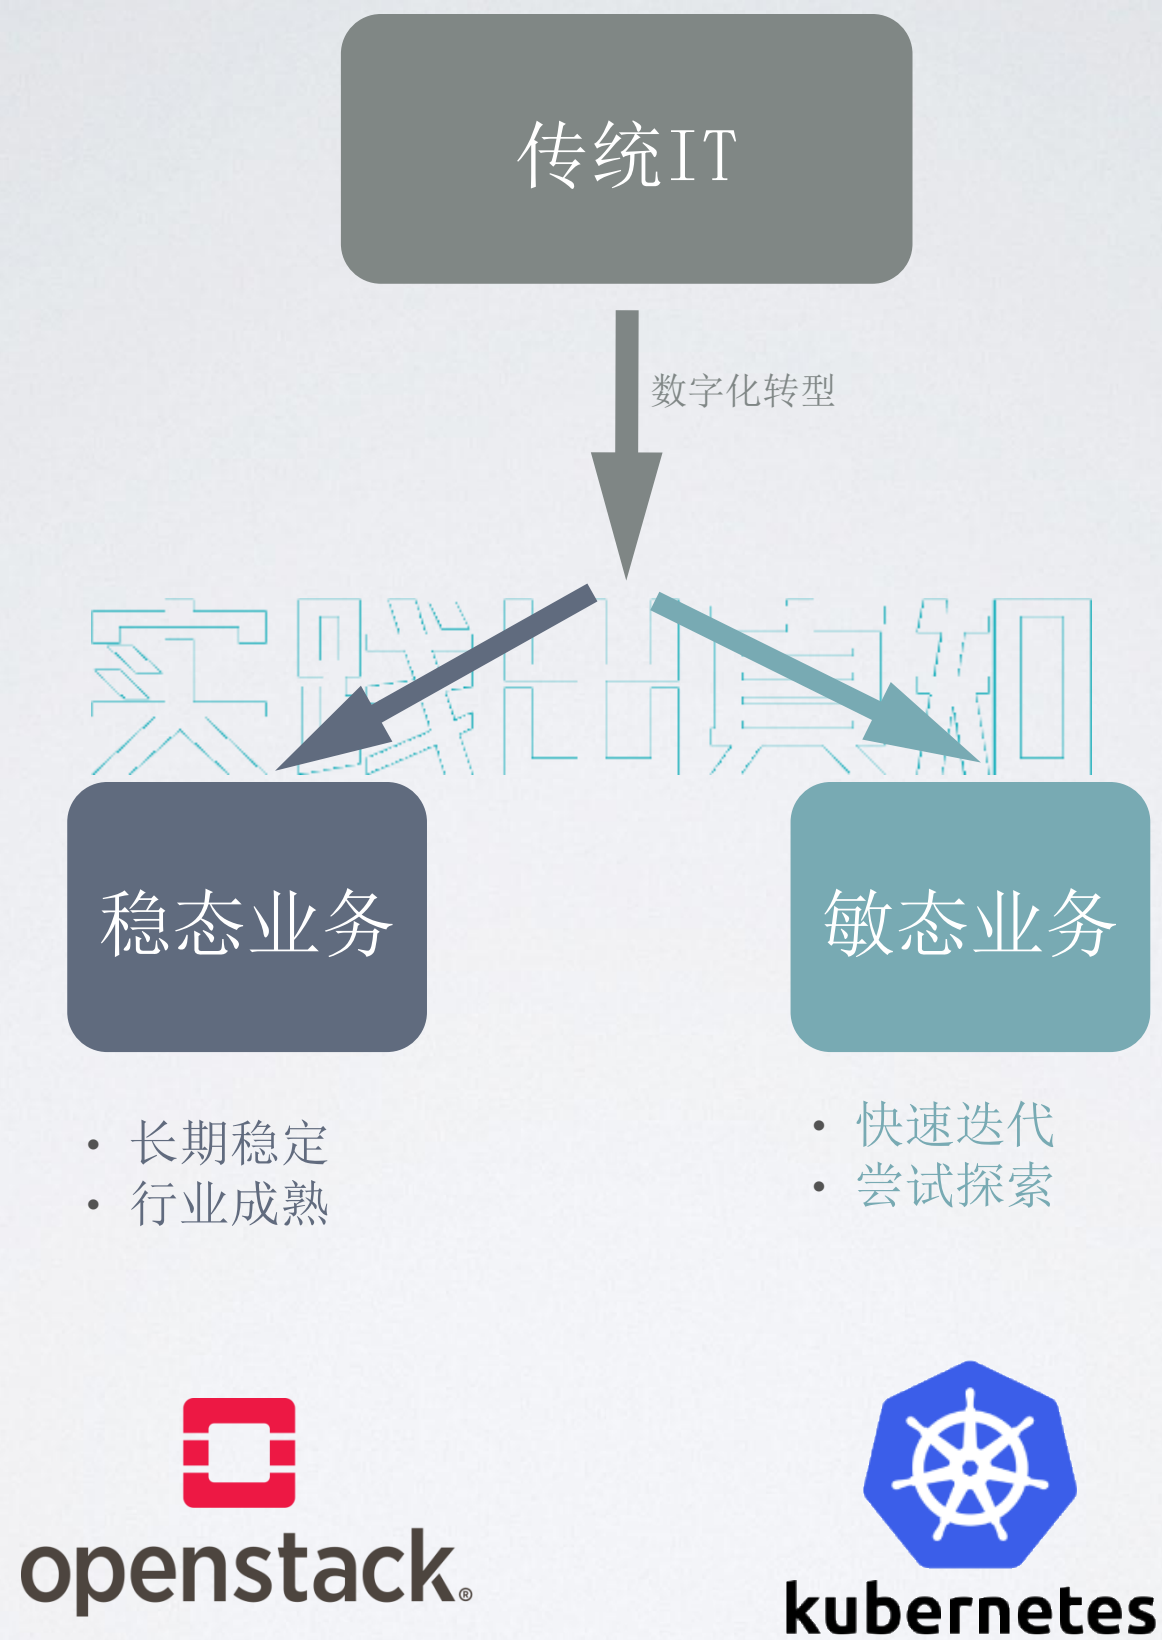 传统IT
数字化转型
实践出真知
稳态业务
敏态业务
• 长期稳定
• 行业成熟
• 快速迭代
• 尝试探索
openstack®
kubernetes